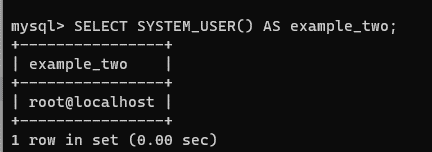 mysql> SELECT SYSTEM_USER() AS example_two;
+----------------+
| example_two    |
+----------------+
| root@localhost |
+----------------+
1 row in set (0.00 sec)